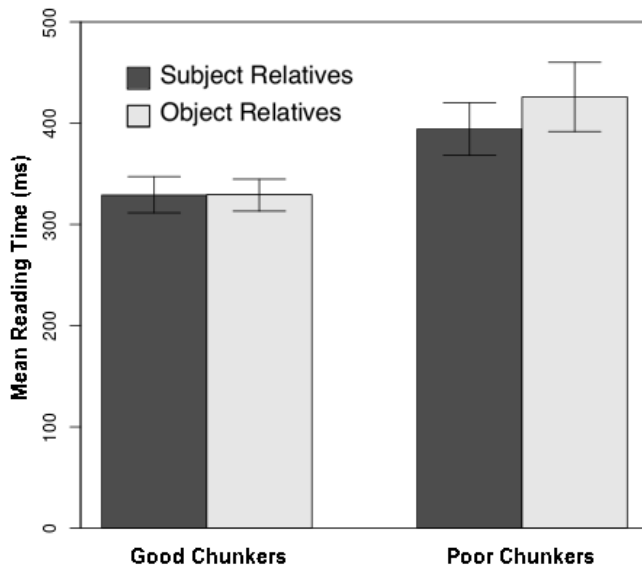 500
400
300
200
100
0
Mean Reading Time (ms)
Subject Relatives
Object Relatives
Good Chunkers
Poor Chunkers